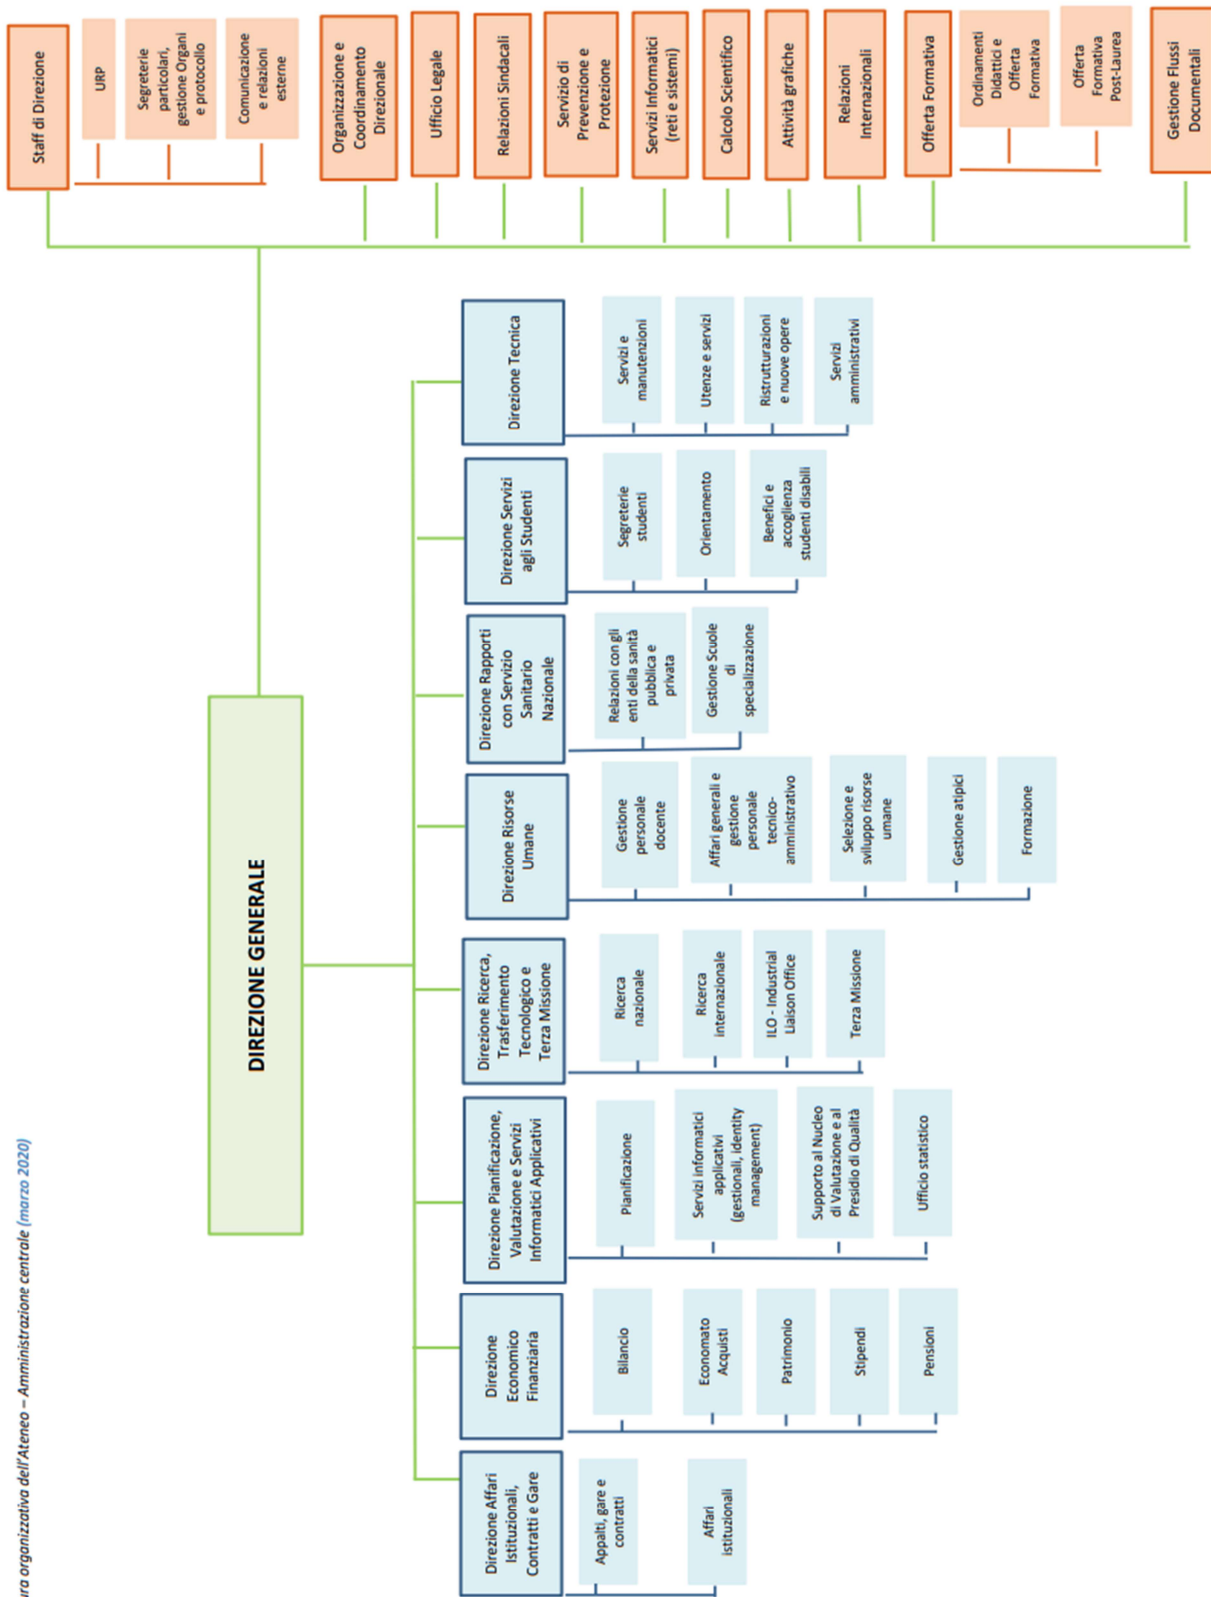 ura organizzativa dell'Ateneo – Amministrazione centrale (marzo 2020)
DIREZIONE GENERALE
Direzione Affari
Istituzionali,
Contratti e Gare
Appalti, gare e
contratti
Affari
istituzionali
Direzione
Economico
Finanziaria
Bilancio
Economato
Acquisti
Patrimonio
Stipendi
Pensioni
Direzione Pianificazione,
Valutazione e Servizi
Informatici Applicativi
Pianificazione
Servizi informatici
applicativi
(gestionali, identity
management)
Supporto al Nucleo
di Valutazione e al
Presidio di Qualità
Ufficio statistico
Direzione Ricerca,
Trasferimento
Tecnologico e
Terza Missione
Ricerca
nazionale
Ricerca
internazionale
ILO - Industrial
Liaison Office
Terza Missione
Direzione Risorse
Umane
Gestione
personale
docente
Affari generali e
gestione
personale
tecnico-
amministrativo
Selezione e
sviluppo risorse
umane
Gestione atipici
Formazione
Direzione Rapporti
con Servizio
Sanitario
Nazionale
Relazioni con gli
enti della sanità
pubblica e
privata
Gestione Scuole
di
specializzazione
Direzione Servizi
agli Studenti
Segreterie
studenti
Orientamento
Benefici e
accoglienza
studenti disabili
Direzione Tecnica
Servizi e
manutenzioni
Utenze e servizi
Ristrutturazioni
e nuove opere
Servizi
amministrativi
Staff di Direzione
URP
Segreterie
particolari,
gestione Organi
e protocollo
Comunicazione
e relazioni
esterne
Organizzazione e
Coordinamento
Direzionale
Ufficio Legale
Relazioni Sindacali
Servizio di
Prevenzione e
Protezione
Servizi Informatici
(reti e sistemi)
Calcolo Scientifico
Attività grafiche
Relazioni
Internazionali
Offerta Formativa
Ordinamenti
Didattici e
Offerta
Formativa
Offerta
Formativa
Post-Laurea
Gestione Flussi
Documentali